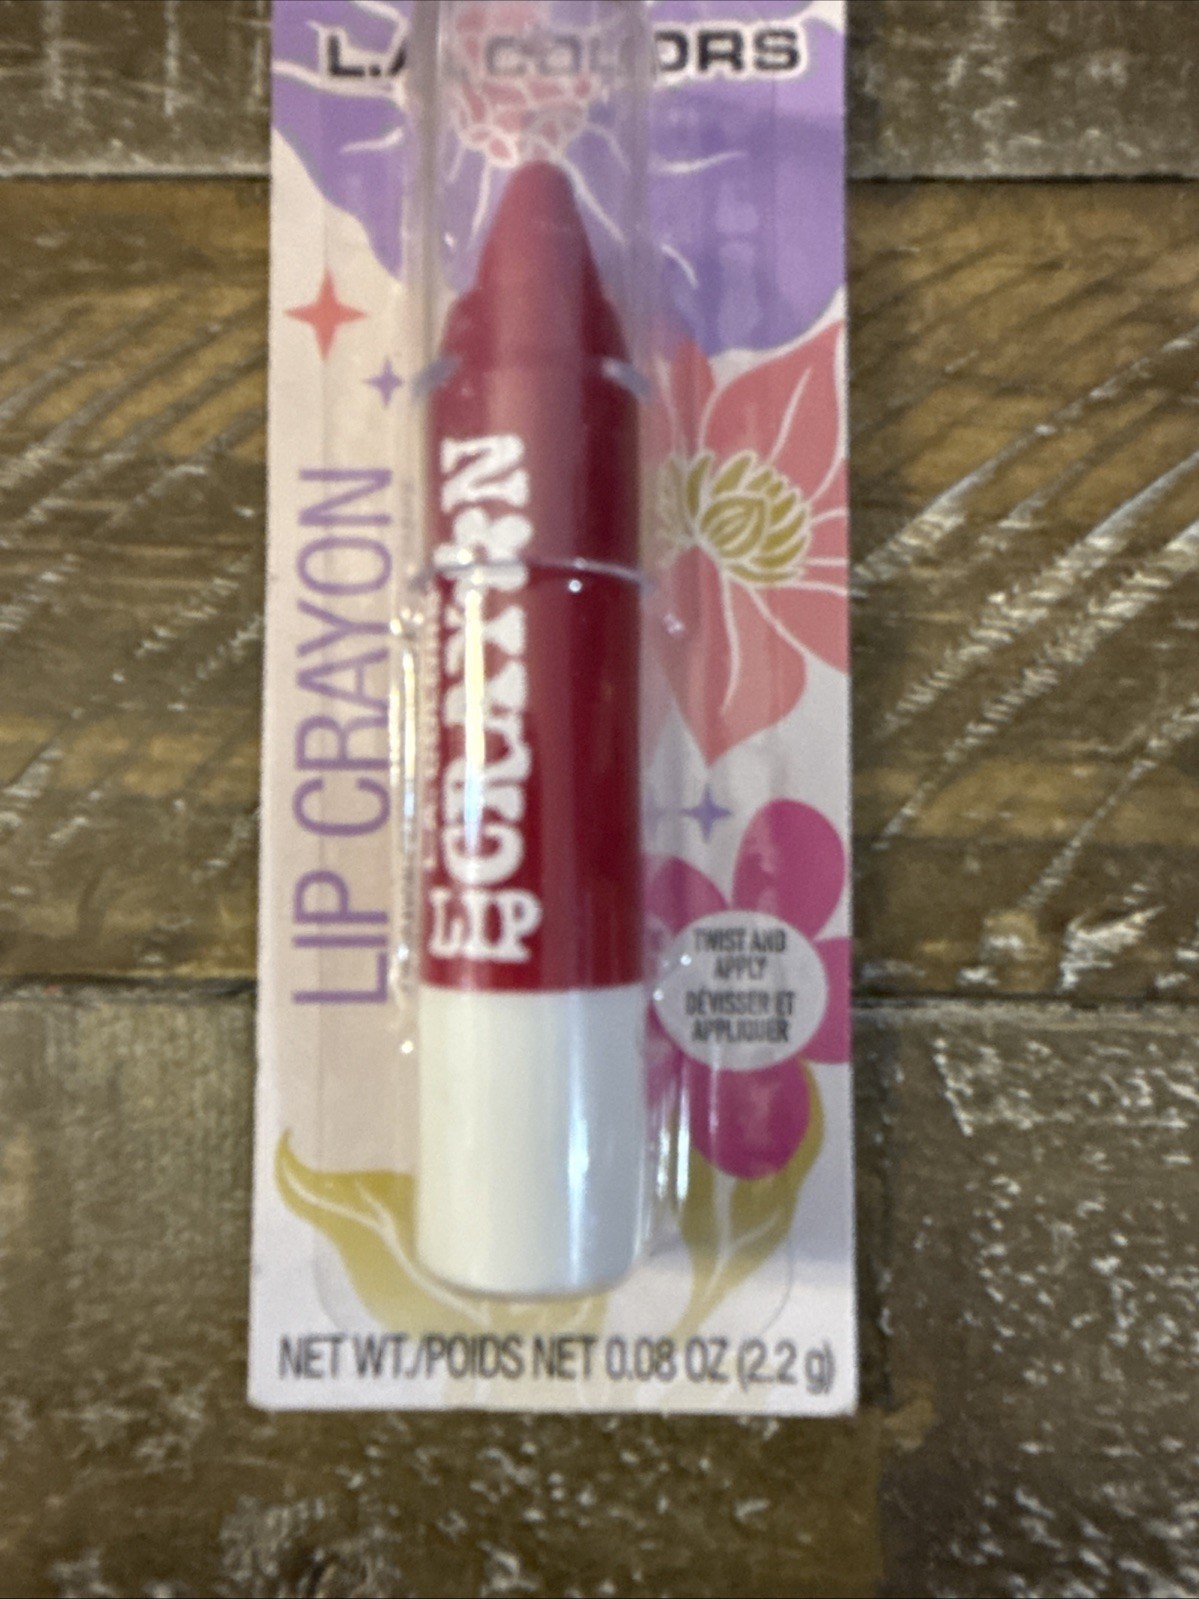 L.A. COLORS
LIP CRAYON
LIP CRAYON
TWIST AND
APPLY
DÉVISSER ET
APPLIQUER
NET WT./POIDS NET 0.08 OZ (2.2 g)